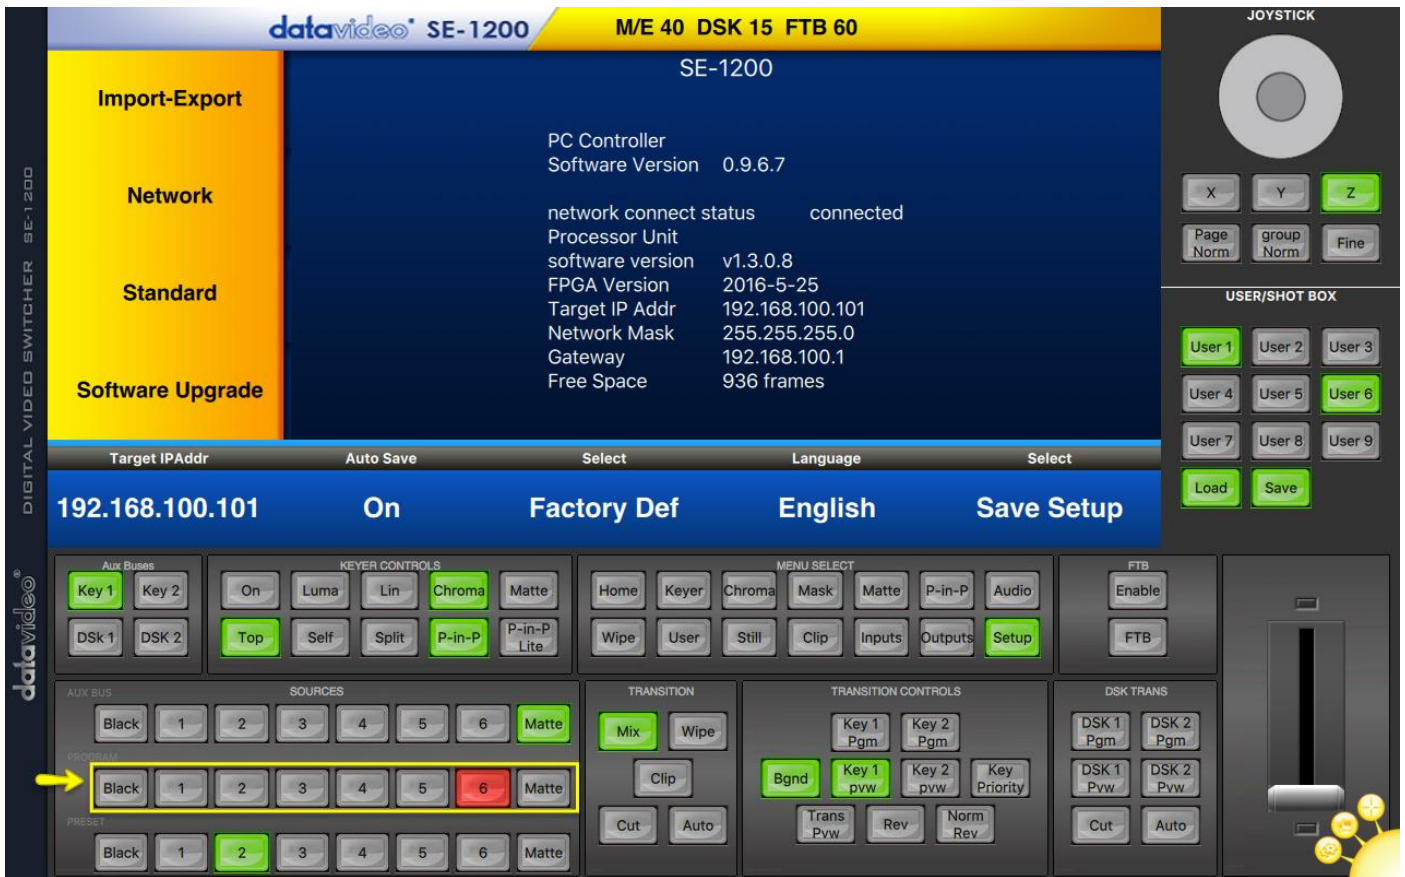 datavideo® SE-1200
M/E 40 DSK 15 FTB 60
Import-Export
Network
Standard
Software Upgrade
SE-1200
PC Controller
Software Version 0.9.6.7
network connect status connected
Processor Unit
software version v1.3.0.8
FPGA Version 2016-5-25
Target IP Addr 192.168.100.101
Network Mask 255.255.255.0
Gateway 192.168.100.1
Free Space 936 frames
Target IPAddr Auto Save Select Language Select
192.168.100.101 On Factory Def English Save Setup
JOYSTICK
X Y Z
Page Norm group Norm Fine
USER/SHOT BOX
User 1 User 2 User 3
User 4 User 5 User 6
User 7 User 8 User 9
Load Save
datavideo® DIGITAL VIDEO SWITCHER SE-1200
Aux Buses
Key 1 Key 2
DSk 1 DSK 2
KEYER CONTROLS
On Luma Lin Chroma Matte
Top Self Split P-in-P P-in-P Lite
MENU SELECT
Home Keyer Chroma Mask Matte P-in-P Audio
Wipe User Still Clip Inputs Outputs Setup
FTB
Enable
FTB
AUX BUS SOURCES
Black 1 2 3 4 5 6 Matte
PROGRAM
Black 1 2 3 4 5 6 Matte
PRESET
Black 1 2 3 4 5 6 Matte
TRANSITION
Mix Wipe
Clip
Cut Auto
TRANSITION CONTROLS
Key 1 Pgm Key 2 Pgm
Bgnd Key 1 pvw Key 2 pvw Key Priority
Trans Pvw Rev Norm Rev
DSK TRANS
DSK 1 Pgm DSK 2 Pgm
DSK 1 Pvw DSK 2 Pvw
Cut Auto